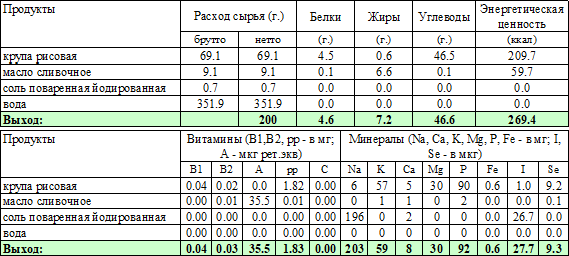 Продукты Расход сырья (г.) Белки Жиры Углеводы Энергетическая ценность
брутто нетто (г.) (г.) (г.) (ккал)
крупа рисовая 69.1 69.1 4.5 0.6 46.5 209.7
масло сливочное 9.1 9.1 0.1 6.6 0.1 59.7
соль поваренная йодированная 0.7 0.7 0.0 0.0 0.0 0.0
вода 351.9 351.9 0.0 0.0 0.0 0.0
Выход: 200 4.6 7.2 46.6 269.4
Продукты Витамины (B1,B2, pp - в мг; A - мкг рет.экв) Минералы (Na, Ca, K, Mg, P, Fe - в мг; I, Se - в мкг)
B1 B2 A pp C Na K Ca Mg P Fe I Se
крупа рисовая 0.04 0.02 0.0 1.82 0.00 6 57 5 30 90 0.6 1.0 9.2
масло сливочное 0.00 0.01 35.5 0.01 0.00 0 1 1 0 2 0.0 0.0 0.1
соль поваренная йодированная 0.00 0.00 0.0 0.00 0.00 196 0 2 0 0 0.0 26.7 0.0
вода 0.00 0.00 0.0 0.00 0.00 0 0 0 0 0 0.0 0.0 0.0
Выход: 0.04 0.03 35.5 1.83 0.00 203 59 8 30 92 0.6 27.7 9.3